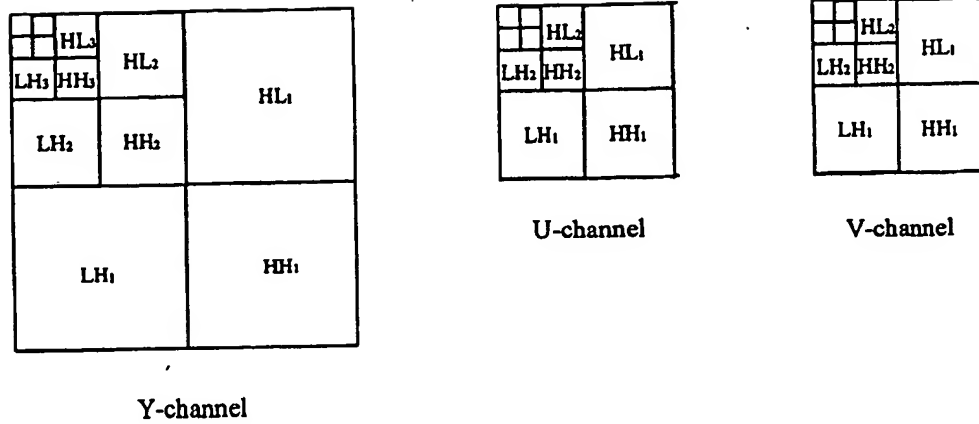 HL₃
HL₂
LH₃ HH₃
HL₁
LH₂ HH₂
LH₁ HH₁
Y-channel
HL₂
HL₁
LH₂ HH₂
LH₁ HH₁
U-channel
HL₂
HL₁
LH₂ HH₂
LH₁ HH₁
V-channel